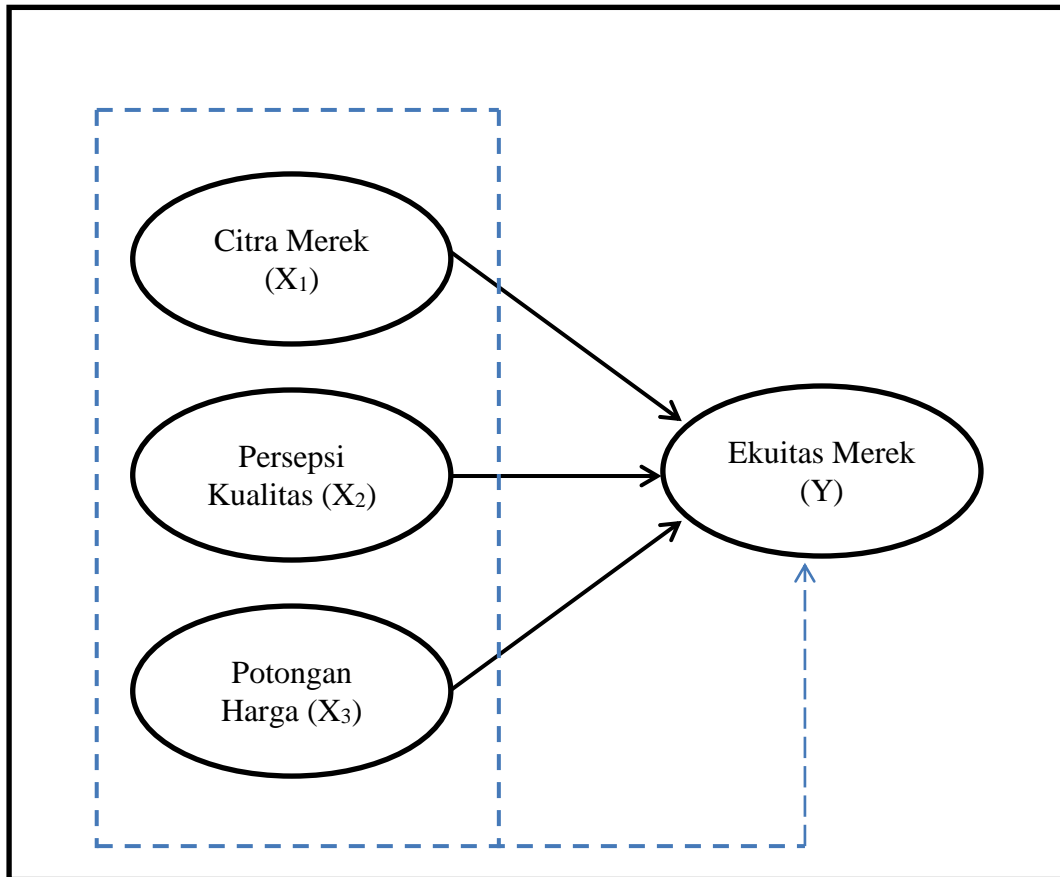 Citra Merek
(X₁)
Persepsi
Kualitas (X₂)
Potongan
Harga (X₃)
Ekuitas Merek
(Y)